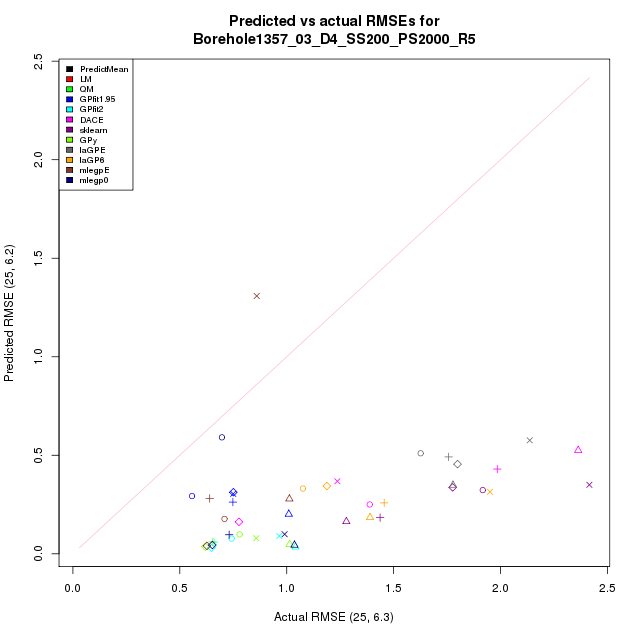 Predicted vs actual RMSEs for
Borehole1357_03_D4_SS200_PS2000_R5
PredictMean
LM
QM
GPfit1.95
GPfit2
DACE
sklearn
GPy
laGPE
laGP6
mlegpE
mlegp0
Predicted RMSE (25, 6.2)
2.5
2.0
1.5
1.0
0.5
0.0
0.0 0.5 1.0 1.5 2.0 2.5
Actual RMSE (25, 6.3)